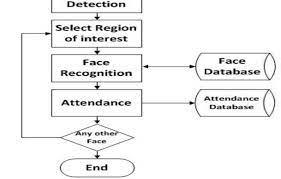 Detection
Select Region
of interest
Face
Recognition
Face
Database
Attendance
Attendance
Database
Any other
Face
End